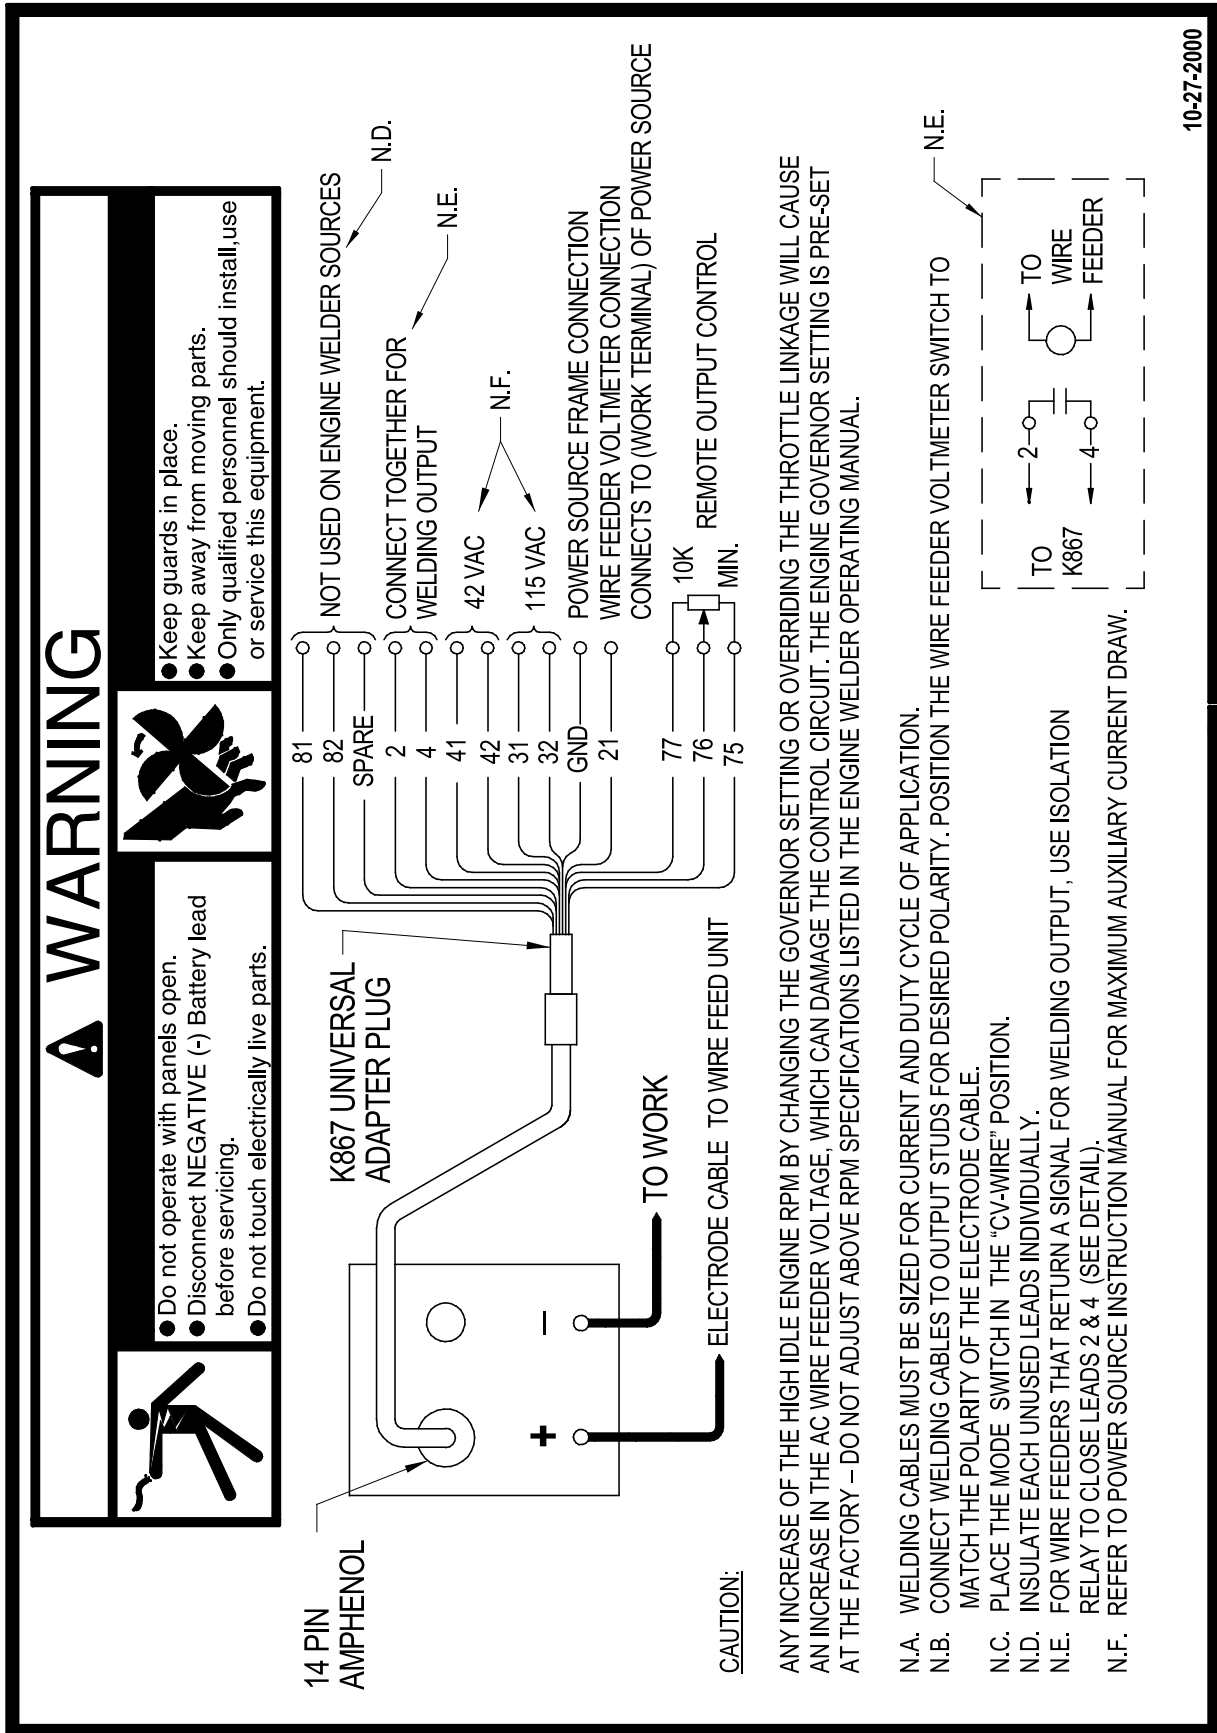 WARNING
●Do not operate with panels open.
●Disconnect NEGATIVE (-) Battery lead
before servicing.
●Do not touch electrically live parts.
●Keep guards in place.
●Keep away from moving parts.
●Only qualified personnel should install,use
or service this equipment.
14 PIN
AMPHENOL
K867 UNIVERSAL
ADAPTER PLUG
+
–
TO WORK
ELECTRODE CABLE TO WIRE FEED UNIT
81
82
SPARE
NOT USED ON ENGINE WELDER SOURCES
N.D.
2
4
CONNECT TOGETHER FOR
WELDING OUTPUT
N.E.
41
42
42 VAC
31
32
115 VAC
N.F.
GND
POWER SOURCE FRAME CONNECTION
21
WIRE FEEDER VOLTMETER CONNECTION
CONNECTS TO (WORK TERMINAL) OF POWER SOURCE
77
76
75
10K
MIN.
REMOTE OUTPUT CONTROL
CAUTION:
ANY INCREASE OF THE HIGH IDLE ENGINE RPM BY CHANGING THE GOVERNOR SETTING OR OVERRIDING THE THROTTLE LINKAGE WILL CAUSE
AN INCREASE IN THE AC WIRE FEEDER VOLTAGE, WHICH CAN DAMAGE THE CONTROL CIRCUIT. THE ENGINE GOVERNOR SETTING IS PRE-SET
AT THE FACTORY – DO NOT ADJUST ABOVE RPM SPECIFICATIONS LISTED IN THE ENGINE WELDER OPERATING MANUAL.
N.A. WELDING CABLES MUST BE SIZED FOR CURRENT AND DUTY CYCLE OF APPLICATION.
N.B. CONNECT WELDING CABLES TO OUTPUT STUDS FOR DESIRED POLARITY. POSITION THE WIRE FEEDER VOLTMETER SWITCH TO
MATCH THE POLARITY OF THE ELECTRODE CABLE.
N.C. PLACE THE MODE SWITCH IN THE "CV-WIRE" POSITION.
N.D. INSULATE EACH UNUSED LEADS INDIVIDUALLY.
N.E. FOR WIRE FEEDERS THAT RETURN A SIGNAL FOR WELDING OUTPUT, USE ISOLATION
RELAY TO CLOSE LEADS 2 & 4 (SEE DETAIL).
N.F. REFER TO POWER SOURCE INSTRUCTION MANUAL FOR MAXIMUM AUXILIARY CURRENT DRAW.
TO
K867
2
4
TO
WIRE
FEEDER
N.E.
10-27-2000